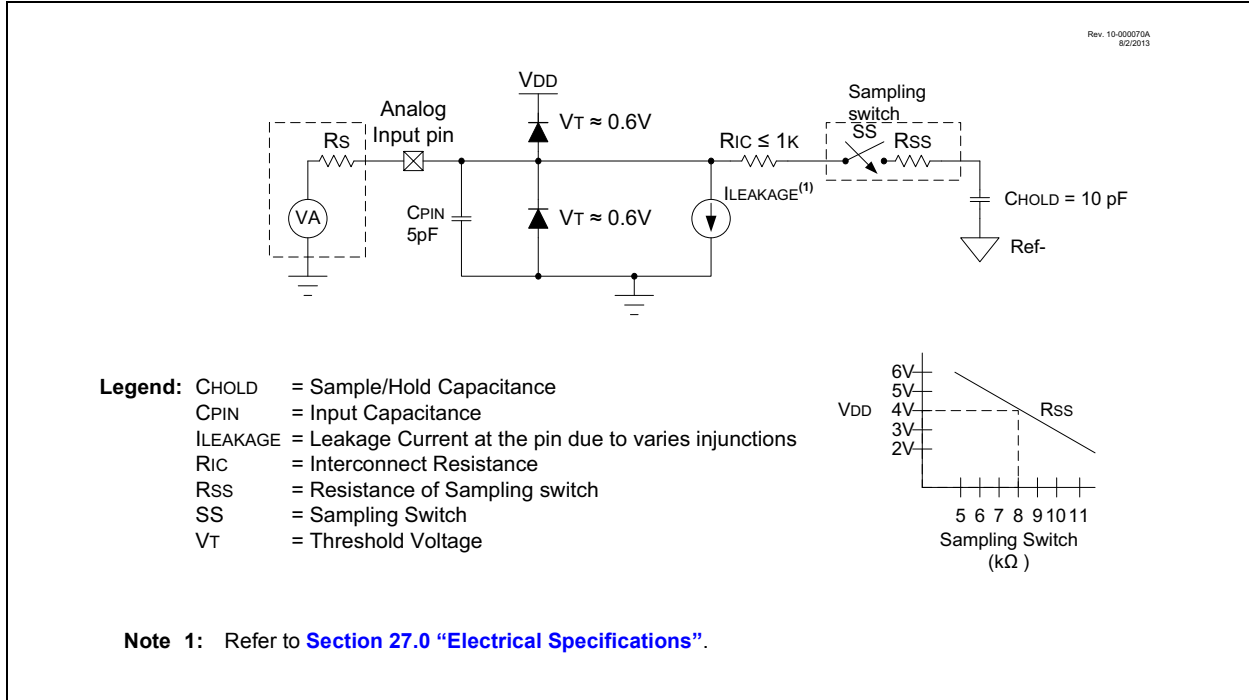 Rev. 10-000070A
8/2/2013
VDD
Analog
Input pin
VT ≈ 0.6V
Sampling
switch
RS
RIC ≤ 1K
SS
RSS
VA
CPIN
5pF
VT ≈ 0.6V
ILEAKAGE(1)
CHOLD = 10 pF
Ref-
Legend: CHOLD = Sample/Hold Capacitance
CPIN = Input Capacitance
ILEAKAGE = Leakage Current at the pin due to varies injunctions
RIC = Interconnect Resistance
RSS = Resistance of Sampling switch
SS = Sampling Switch
VT = Threshold Voltage
6V
5V
VDD 4V RSS
3V
2V
5 6 7 8 9 10 11
Sampling Switch
(kΩ )
Note 1: Refer to Section 27.0 “Electrical Specifications”.